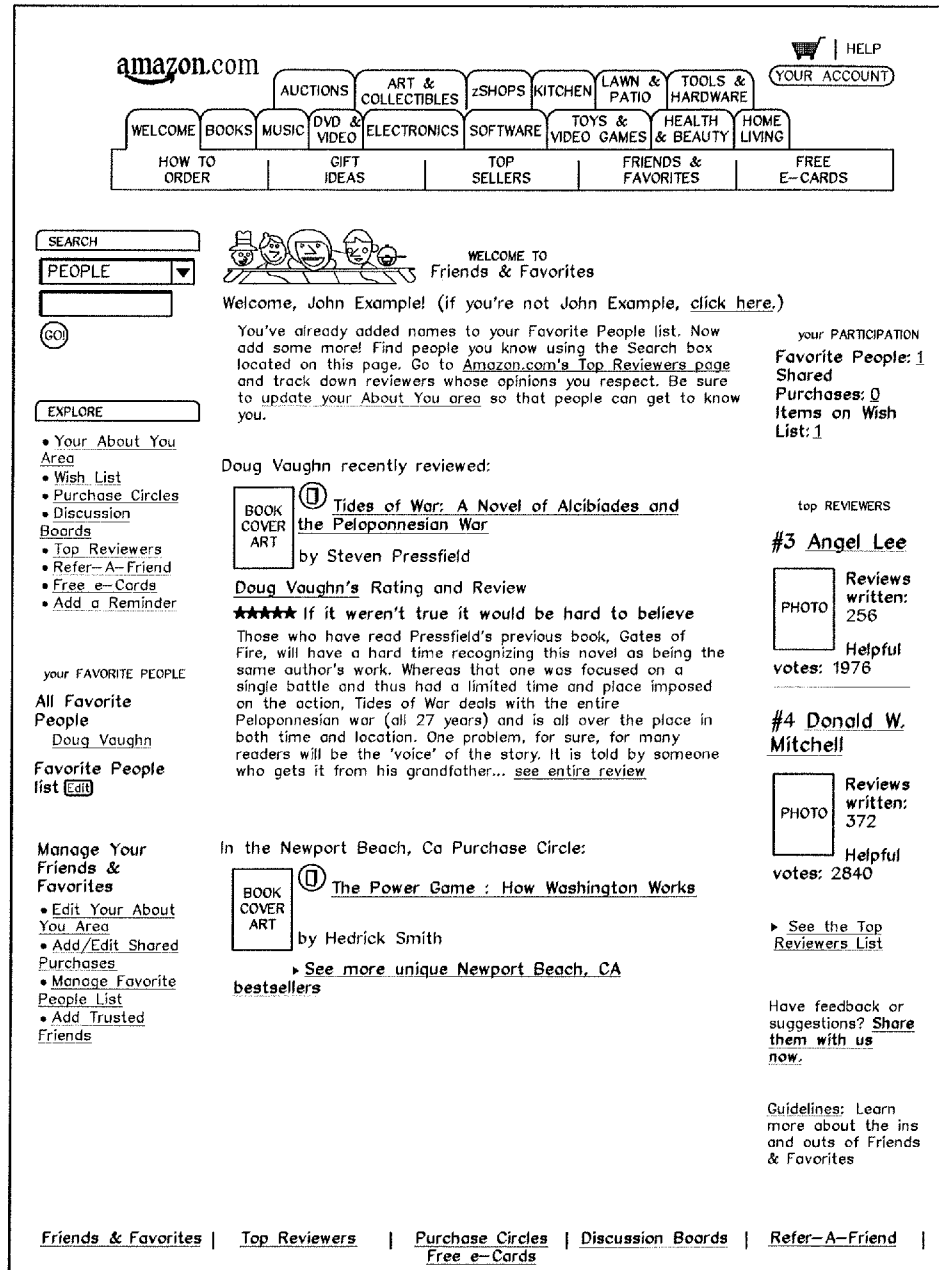 amazon.com
HELP
YOUR ACCOUNT
AUCTIONS
ART &
COLLECTIBLES
zSHOPS
KITCHEN
LAWN &
PATIO
TOOLS &
HARDWARE
WELCOME
BOOKS
MUSIC
DVD &
VIDEO
ELECTRONICS
SOFTWARE
TOYS &
VIDEO GAMES
HEALTH
& BEAUTY
HOME
LIVING
HOW TO
ORDER
GIFT
IDEAS
TOP
SELLERS
FRIENDS &
FAVORITES
FREE
E-CARDS
SEARCH
PEOPLE
GO!
EXPLORE
• Your About You
Area
• Wish List
• Purchase Circles
• Discussion
Boards
• Top Reviewers
• Refer-A-Friend
• Free e-Cards
• Add a Reminder
your FAVORITE PEOPLE
All Favorite
People
Doug Vaughn
Favorite People
list Edit
Manage Your
Friends &
Favorites
• Edit Your About
You Area
• Add/Edit Shared
Purchases
• Manage Favorite
People List
• Add Trusted
Friends
WELCOME TO
Friends & Favorites
Welcome, John Example! (if you're not John Example, click here.)
You've already added names to your Favorite People list. Now
add some more! Find people you know using the Search box
located on this page. Go to Amazon.com's Top Reviewers page
and track down reviewers whose opinions you respect. Be sure
to update your About You area so that people can get to know
you.
Doug Vaughn recently reviewed:
BOOK
COVER
ART
Tides of War: A Novel of Alcibiades and
the Peloponnesian War
by Steven Pressfield
Doug Vaughn's Rating and Review
★★★★★ If it weren't true it would be hard to believe
Those who have read Pressfield's previous book, Gates of
Fire, will have a hard time recognizing this novel as being the
same author's work. Whereas that one was focused on a
single battle and thus had a limited time and place imposed
on the action, Tides of War deals with the entire
Peloponnesian war (all 27 years) and is all over the place in
both time and location. One problem, for sure, for many
readers will be the 'voice' of the story. It is told by someone
who gets it from his grandfather... see entire review
In the Newport Beach, Ca Purchase Circle:
BOOK
COVER
ART
The Power Game : How Washington Works
by Hedrick Smith
▸ See more unique Newport Beach, CA
bestsellers
your PARTICIPATION
Favorite People: 1
Shared
Purchases: 0
Items on Wish
List: 1
top REVIEWERS
#3 Angel Lee
PHOTO
Reviews
written:
256
Helpful
votes: 1976
#4 Donald W.
Mitchell
PHOTO
Reviews
written:
372
Helpful
votes: 2840
▸ See the Top
Reviewers List
Have feedback or
suggestions? Share
them with us
now.
Guidelines: Learn
more about the ins
and outs of Friends
& Favorites
Friends & Favorites | Top Reviewers | Purchase Circles | Discussion Boards | Refer-A-Friend |
Free e-Cards